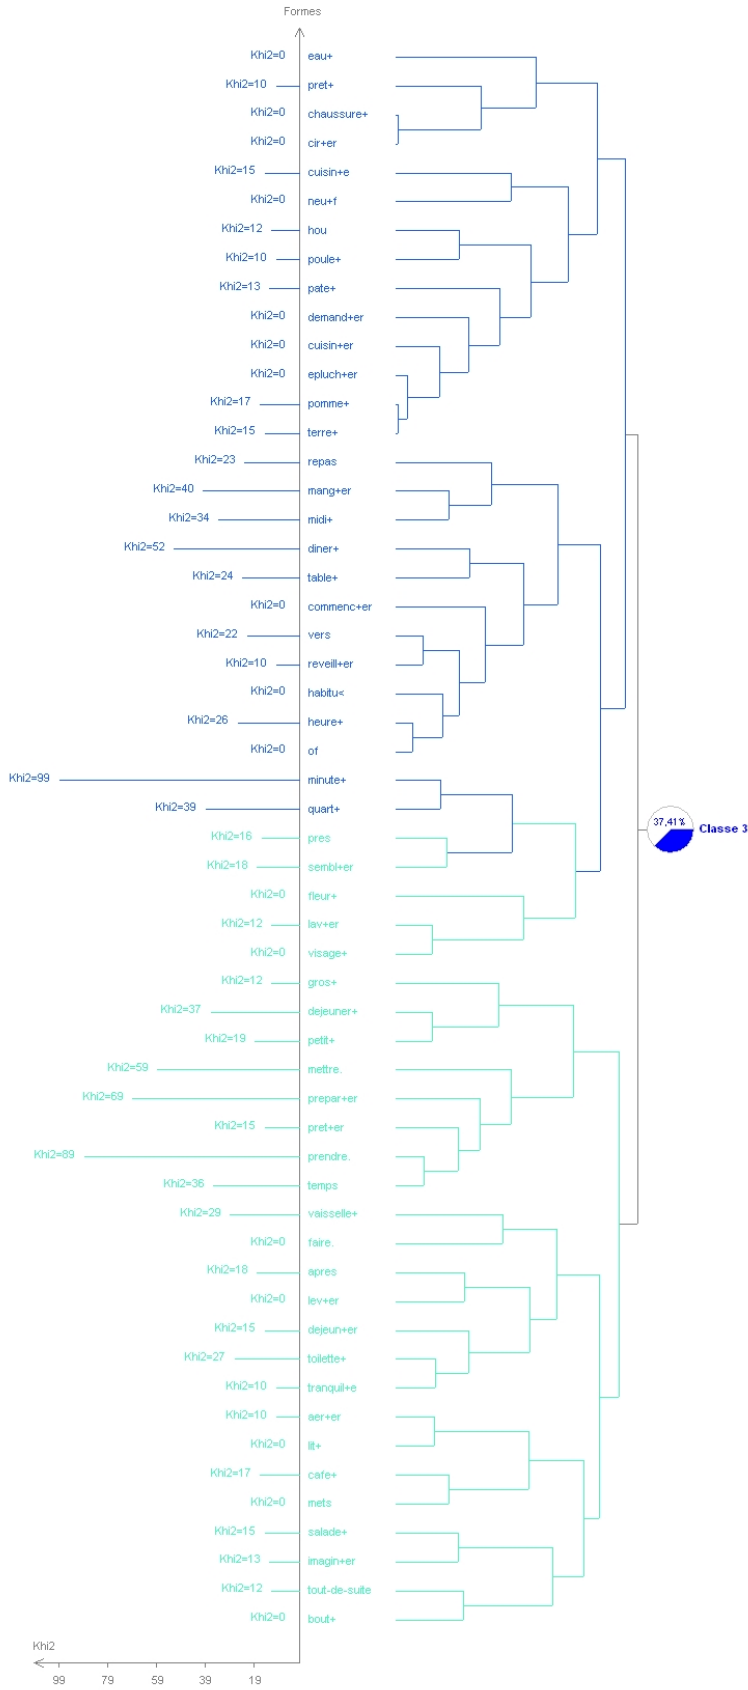 Formes
Khi2=0 eau+
Khi2=10 pret+
Khi2=0 chaussure+
Khi2=0 cir+er
Khi2=15 cuisin+e
Khi2=0 neu+f
Khi2=12 hou
Khi2=10 poule+
Khi2=13 pate+
Khi2=0 demand+er
Khi2=0 cuisin+er
Khi2=0 epluch+er
Khi2=17 pomme+
Khi2=15 terre+
Khi2=23 repas
Khi2=40 mang+er
Khi2=34 midi+
Khi2=52 diner+
Khi2=24 table+
Khi2=0 commenc+er
Khi2=22 vers
Khi2=10 reveill+er
Khi2=0 habitu<
Khi2=26 heure+
Khi2=0 of
Khi2=99 minute+
Khi2=39 quart+
Khi2=16 pres
37,41% Classe 3
Khi2=18 sembl+er
Khi2=0 fleur+
Khi2=12 lav+er
Khi2=0 visage+
Khi2=12 gros+
Khi2=37 dejeuner+
Khi2=19 petit+
Khi2=59 mettre.
Khi2=69 prepar+er
Khi2=15 pret+er
Khi2=89 prendre.
Khi2=36 temps
Khi2=29 vaisselle+
Khi2=0 faire.
Khi2=18 apres
Khi2=0 lev+er
Khi2=15 dejeun+er
Khi2=27 toilette+
Khi2=10 tranquil+e
Khi2=10 aer+er
Khi2=0 lit+
Khi2=17 cafe+
Khi2=0 mets
Khi2=15 salade+
Khi2=13 imagin+er
Khi2=12 tout-de-suite
Khi2=0 bout+
Khi2
99 79 59 39 19